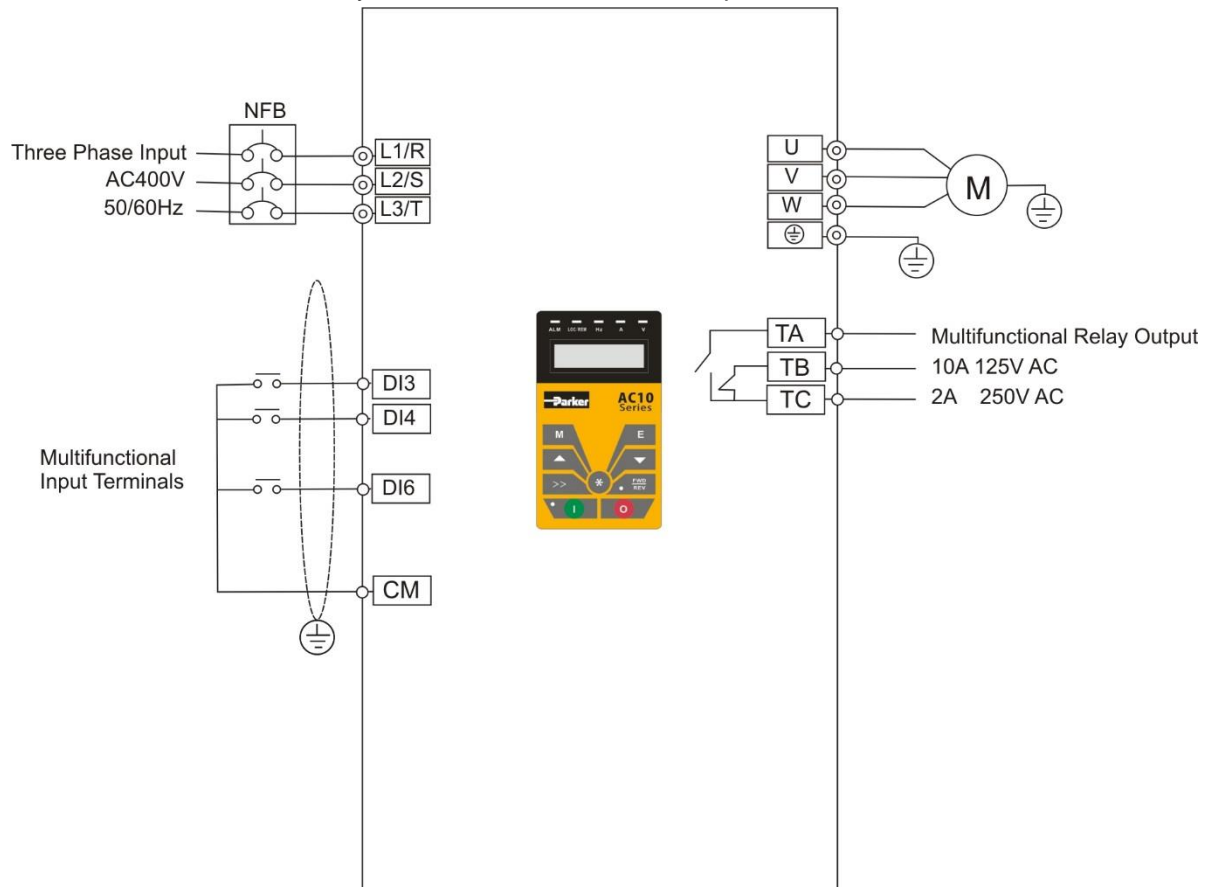 NFB
Three Phase Input
AC400V
50/60Hz
L1/R
L2/S
L3/T
U
V
W
M
DI3
DI4
DI6
CM
Multifunctional
Input Terminals
ALM LOC/REM Hz A V
Parker
AC10
Series
M
E
>>
*
FWD
REV
I
O
TA
TB
TC
Multifunctional Relay Output
10A 125V AC
2A 250V AC